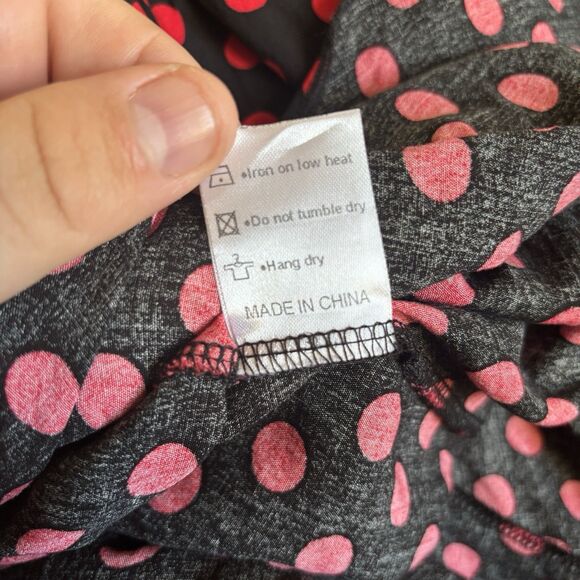 •Iron on low heat
•Do not tumble dry
•Hang dry
MADE IN CHINA